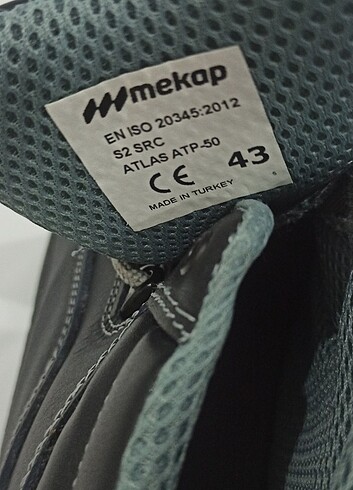 mekap
EN ISO 20345:2012
S2 SRC
ATLAS ATP-50
CE 43
MADE IN TURKEY